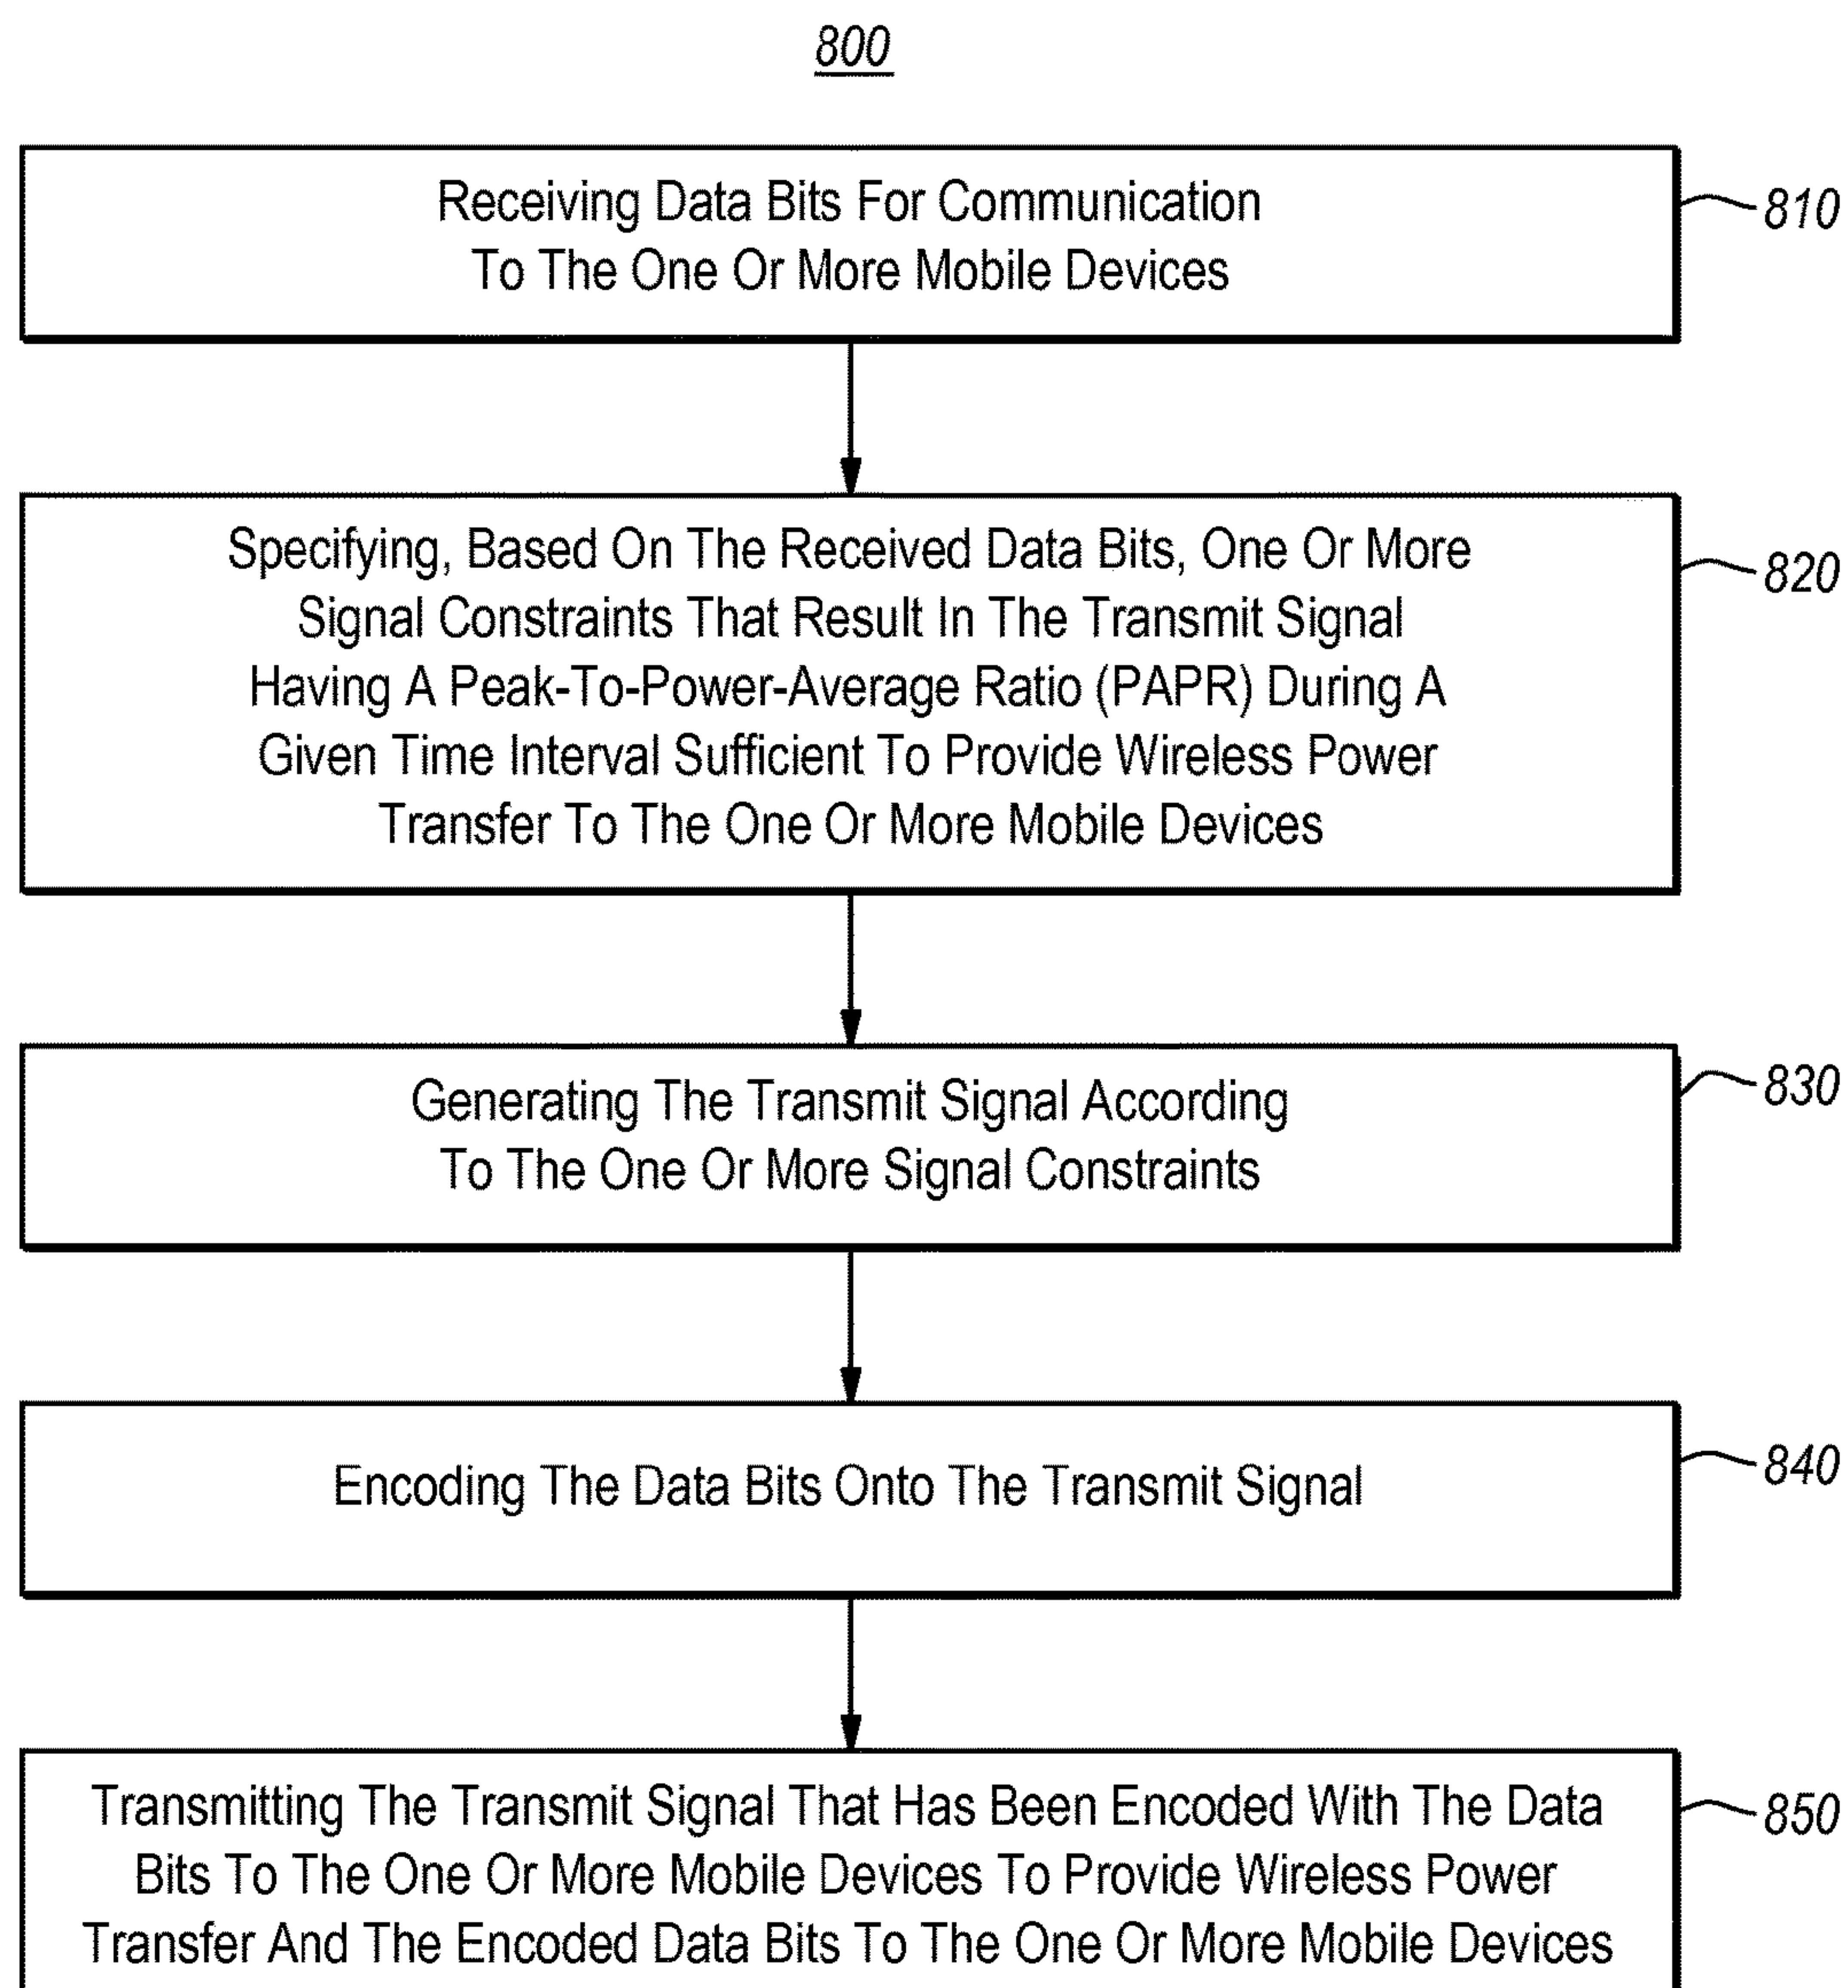 800
Receiving Data Bits For Communication
To The One Or More Mobile Devices
810
Specifying, Based On The Received Data Bits, One Or More
Signal Constraints That Result In The Transmit Signal
Having A Peak-To-Power-Average Ratio (PAPR) During A
Given Time Interval Sufficient To Provide Wireless Power
Transfer To The One Or More Mobile Devices
820
Generating The Transmit Signal According
To The One Or More Signal Constraints
830
Encoding The Data Bits Onto The Transmit Signal
840
Transmitting The Transmit Signal That Has Been Encoded With The Data
Bits To The One Or More Mobile Devices To Provide Wireless Power
Transfer And The Encoded Data Bits To The One Or More Mobile Devices
850